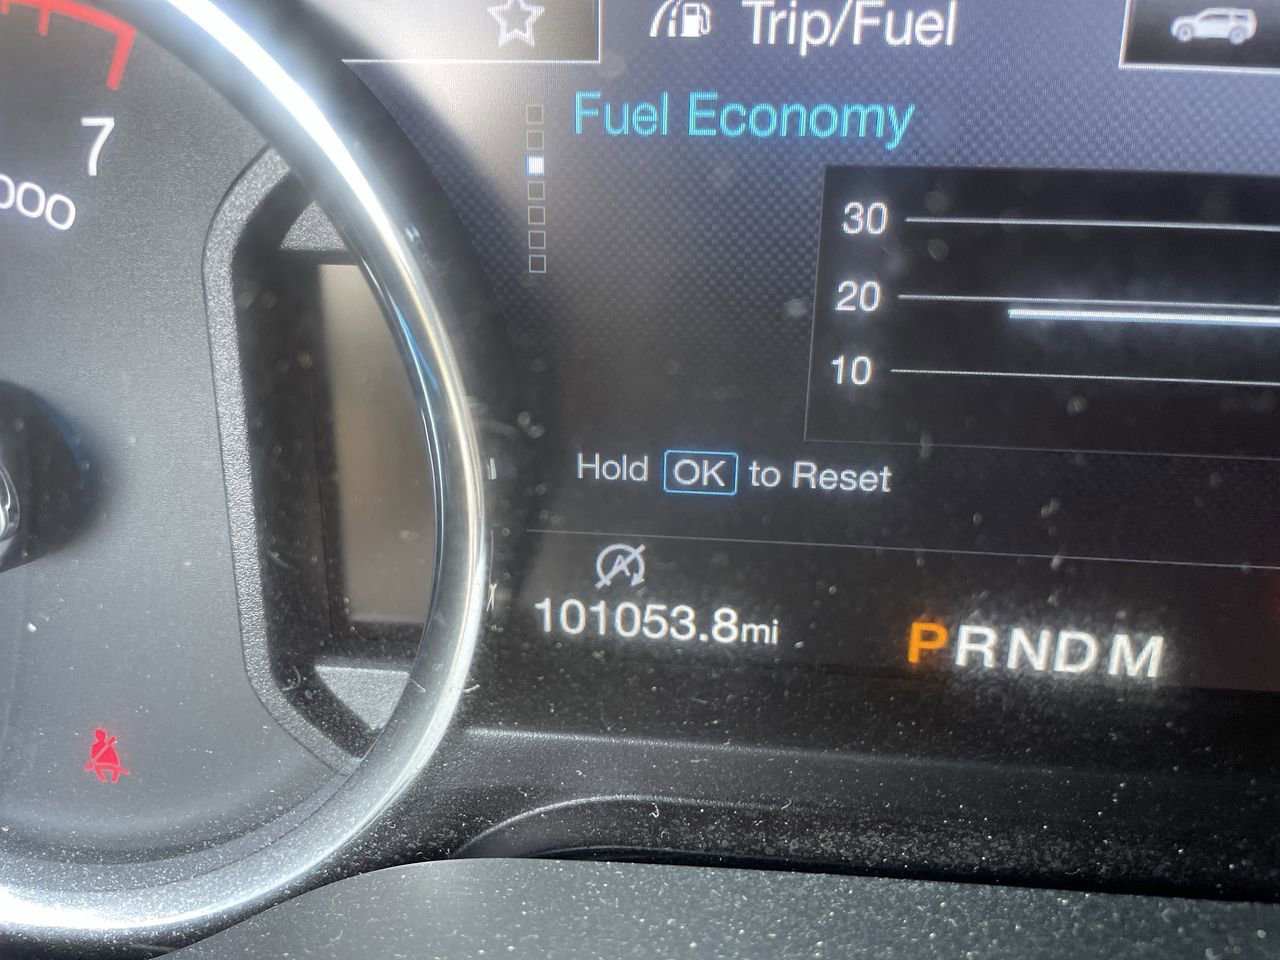 Trip/Fuel
Fuel Economy
7
000
30
20
10
Hold OK to Reset
101053.8mi
PRNDM